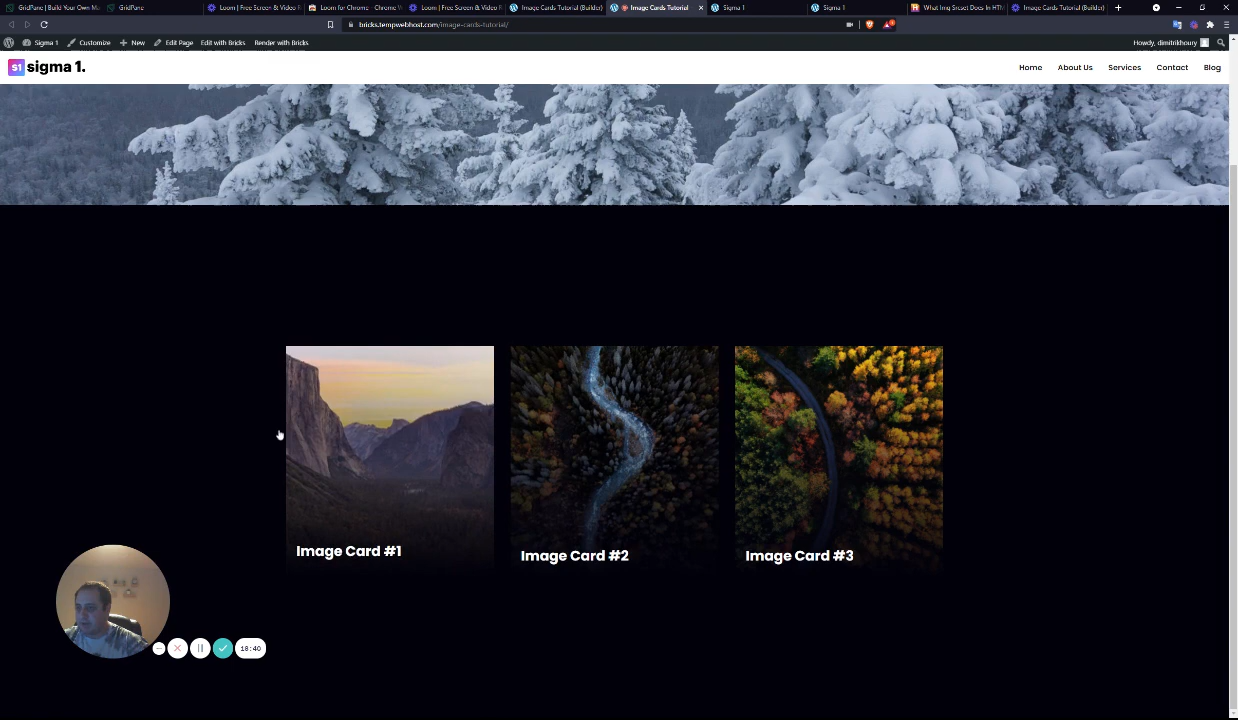 GridPane | Build Your Own Ma
GridPane
Loom | Free Screen & Video R
Loom for Chrome - Chrome W
Loom | Free Screen & Video R
Image Cards Tutorial (Builder)
Image Cards Tutorial
Sigma 1
Sigma 1
What Img Srcset Does In HTM
Image Cards Tutorial (Builder)
bricks.tempwebhost.com/image-cards-tutorial/
Sigma 1
Customize
New
Edit Page
Edit with Bricks
Render with Bricks
Howdy, dimitrikhoury
S1 sigma 1.
Home
About Us
Services
Contact
Blog
Image Card #1
Image Card #2
Image Card #3
18:40